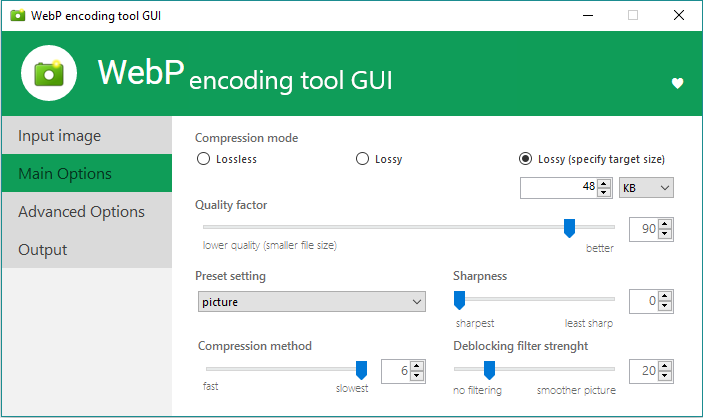 WebP encoding tool GUI
WebP encoding tool GUI
Input image
Main Options
Advanced Options
Output
Compression mode
Lossless Lossy Lossy (specify target size)
48 KB
Quality factor
90
lower quality (smaller file size) better
Preset setting Sharpness
picture 0
sharpest least sharp
Compression method Deblocking filter strenght
6 20
fast slowest no filtering smoother picture